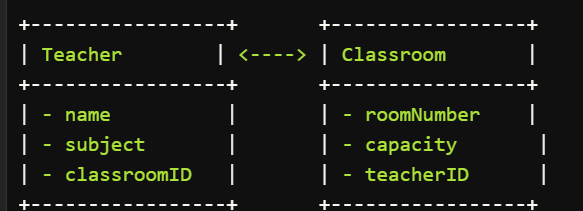 +-----------------+       +-----------------+
| Teacher         | <----> | Classroom       |
+-----------------+       +-----------------+
| - name          |       | - roomNumber    |
| - subject       |       | - capacity       |
| - classroomID   |       | - teacherID      |
+-----------------+       +-----------------+